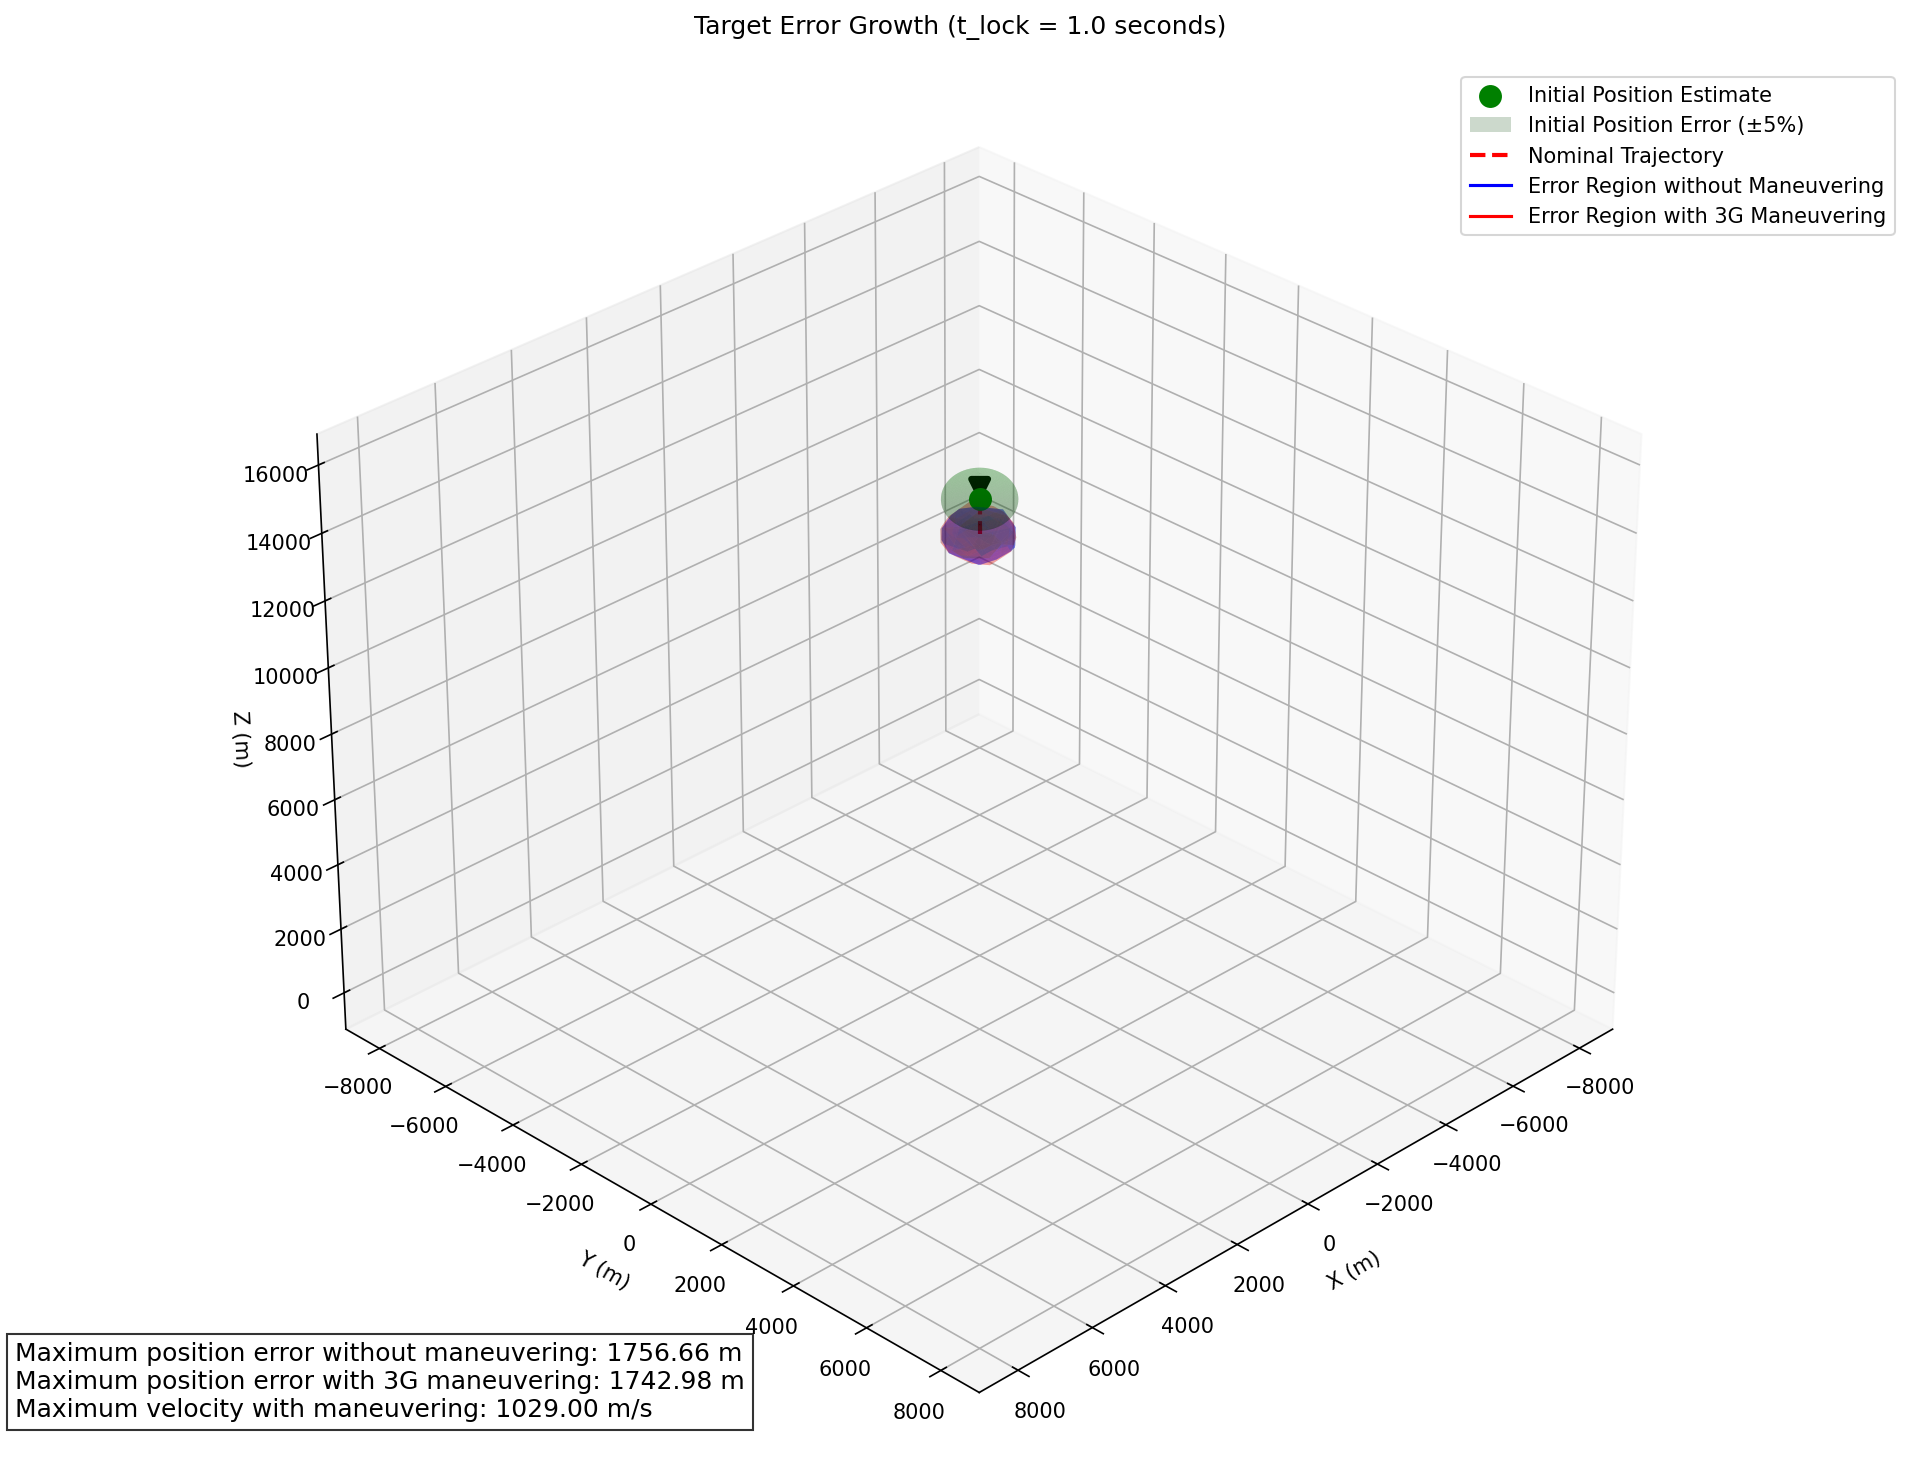 Target Error Growth (t_lock = 1.0 seconds)
Initial Position Estimate
Initial Position Error (±5%)
Nominal Trajectory
Error Region without Maneuvering
Error Region with 3G Maneuvering
16000
14000
12000
10000
8000
6000
4000
2000
0
Z (m)
−8000
−6000
−4000
−2000
0
2000
4000
6000
8000
Y (m)
−8000
−6000
−4000
−2000
0
2000
4000
6000
8000
X (m)
Maximum position error without maneuvering: 1756.66 m
Maximum position error with 3G maneuvering: 1742.98 m
Maximum velocity with maneuvering: 1029.00 m/s